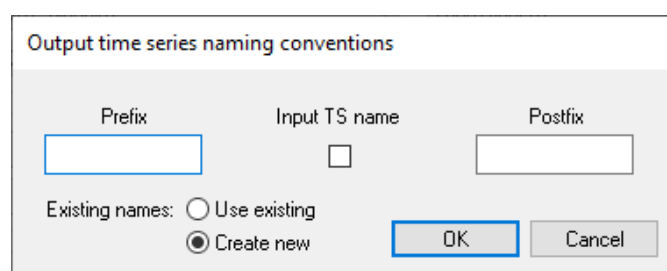 Output time series naming conventions
Prefix Input TS name Postfix
Existing names: Use existing
Create new OK Cancel